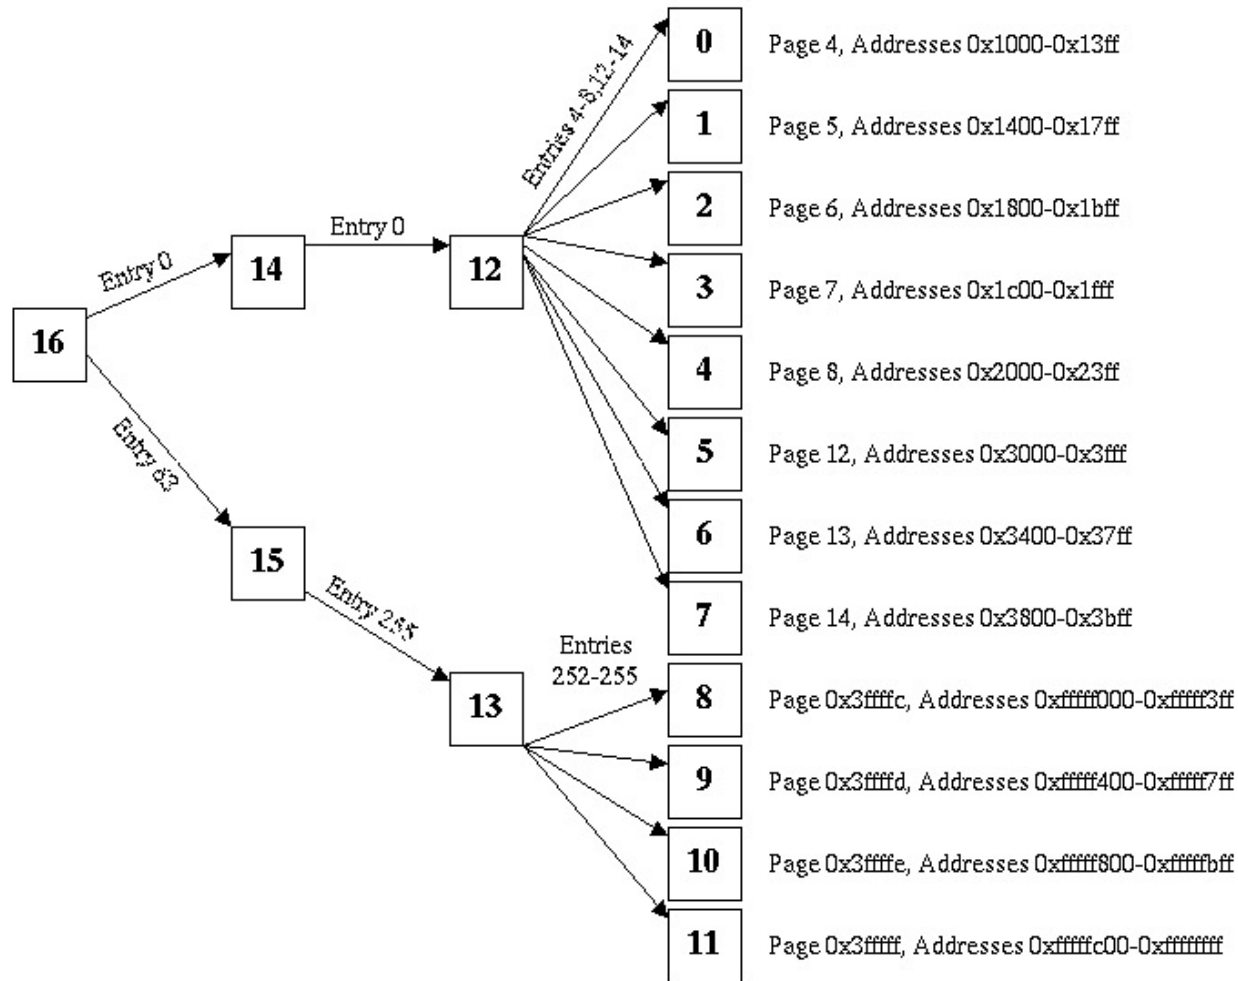 0 Page 4, Addresses 0x1000-0x13ff
Entries 4-8,12-14
1 Page 5, Addresses 0x1400-0x17ff
2 Page 6, Addresses 0x1800-0x1bff
Entry 0
Entry 0
14
12
3 Page 7, Addresses 0x1c00-0x1fff
16
4 Page 8, Addresses 0x2000-0x23ff
Entry 63
5 Page 12, Addresses 0x3000-0x3fff
6 Page 13, Addresses 0x3400-0x37ff
15
Entry 255
7 Page 14, Addresses 0x3800-0x3bff
Entries
252-255
13
8 Page 0x3ffffc, Addresses 0xfffff000-0xfffff3ff
9 Page 0x3ffffd, Addresses 0xfffff400-0xfffff7ff
10 Page 0x3ffffe, Addresses 0xfffff800-0xfffffbff
11 Page 0x3fffff, Addresses 0xfffffc00-0xffffffff